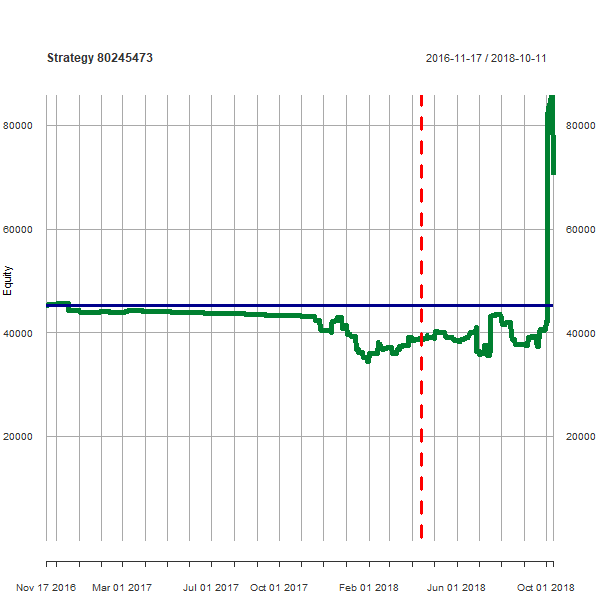 Strategy 80245473 2016-11-17 / 2018-10-11
80000 80000
60000 60000
Equity
40000 40000
20000 20000
Nov 17 2016 Mar 01 2017 Jul 01 2017 Oct 01 2017 Feb 01 2018 Jun 01 2018 Oct 01 2018